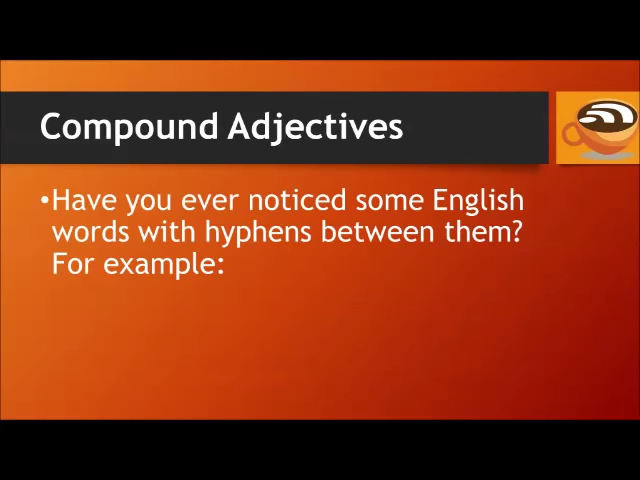 Compound Adjectives
•Have you ever noticed some English
words with hyphens between them?
For example: